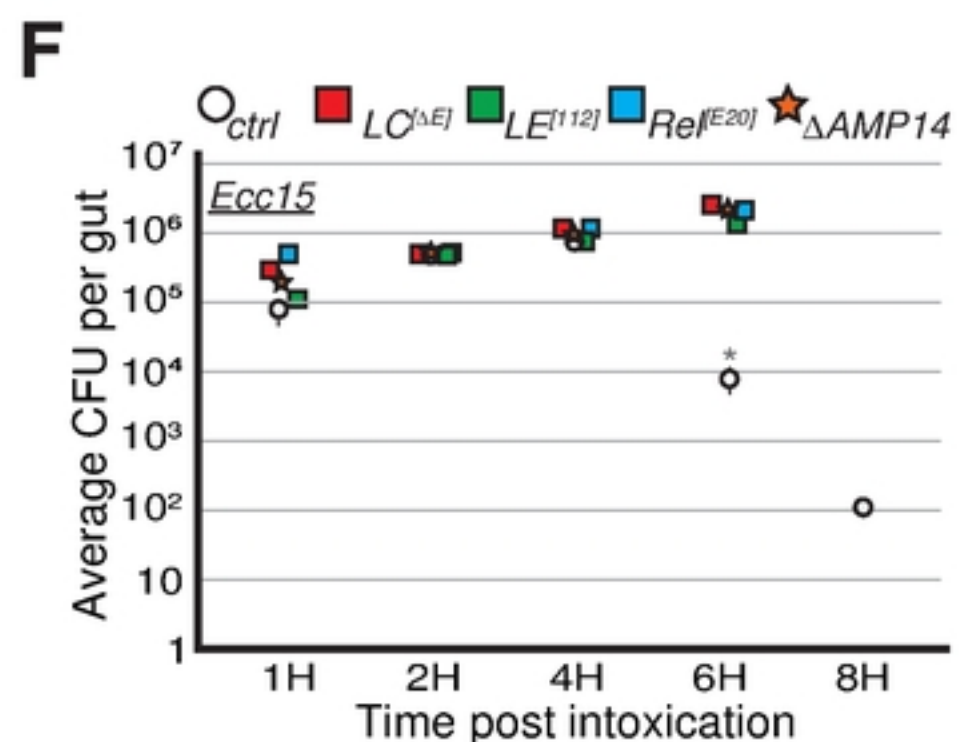 F
ctrl LC[ΔE] LE[112] Rel[E20] ΔAMP14
Ecc15
10⁷
10⁶
10⁵
10⁴
10³
10²
10
1
Average CFU per gut
*
1H 2H 4H 6H 8H
Time post intoxication